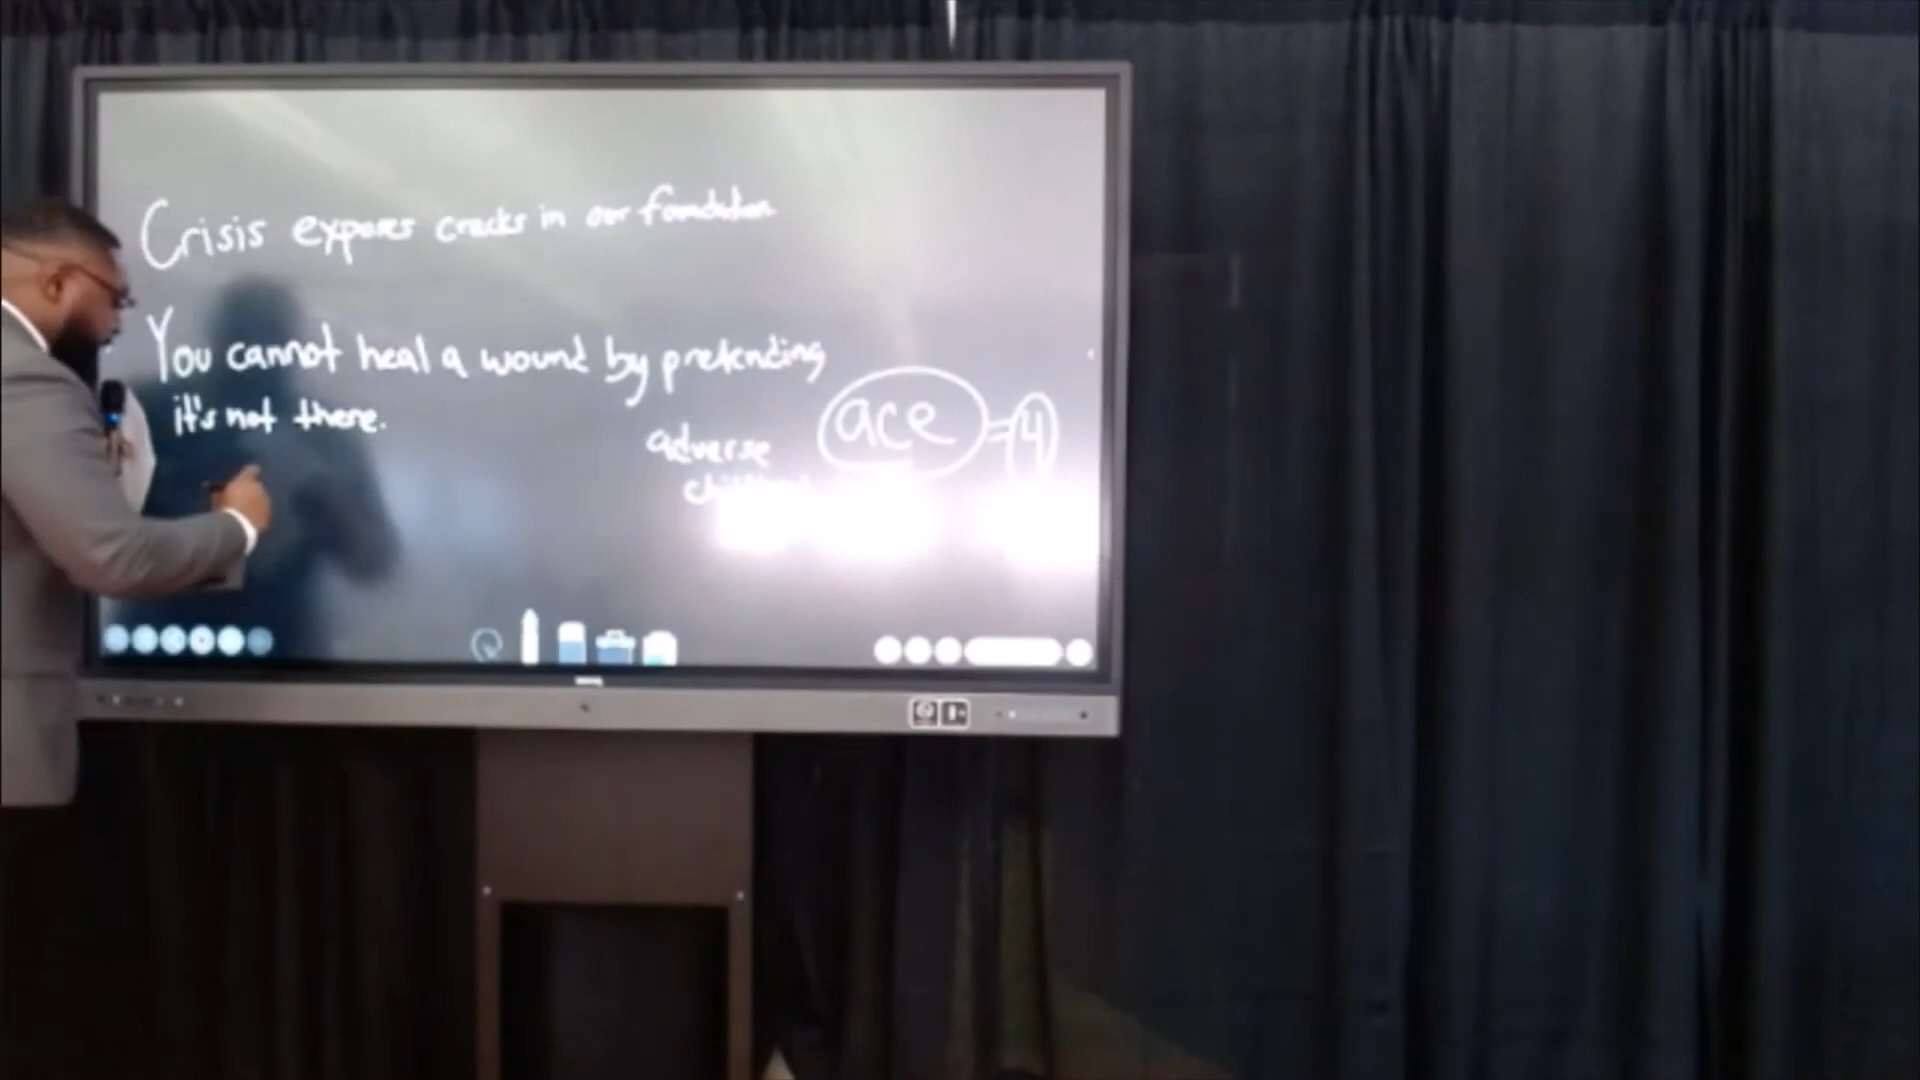 Crisis exposes cracks in our foundation
You cannot heal a wound by pretending
it's not there.
ace = 4
adverse